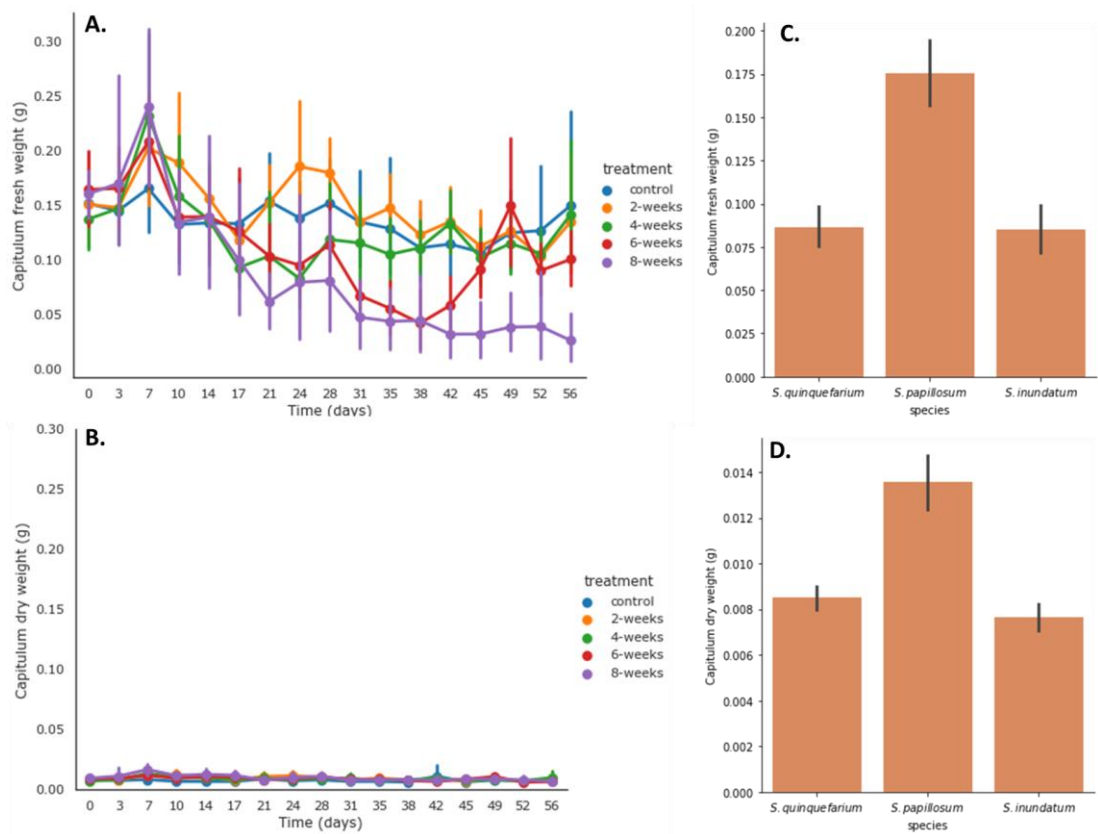 A.
Capitulum fresh weight (g)
0.30
0.25
0.20
0.15
0.10
0.05
0.00
0 3 7 10 14 17 21 24 28 31 35 38 42 45 49 52 56
Time (days)
treatment
control
2-weeks
4-weeks
6-weeks
8-weeks
C.
Capitulum fresh weight (g)
0.200
0.175
0.150
0.125
0.100
0.075
0.050
0.025
0.000
S. quinquefarium S. papillosum S. inundatum
species
B.
Capitulum dry weight (g)
0.30
0.25
0.20
0.15
0.10
0.05
0.00
0 3 7 10 14 17 21 24 28 31 35 38 42 45 49 52 56
Time (days)
treatment
control
2-weeks
4-weeks
6-weeks
8-weeks
D.
Capitulum dry weight (g)
0.014
0.012
0.010
0.008
0.006
0.004
0.002
0.000
S. quinquefarium S. papillosum S. inundatum
species